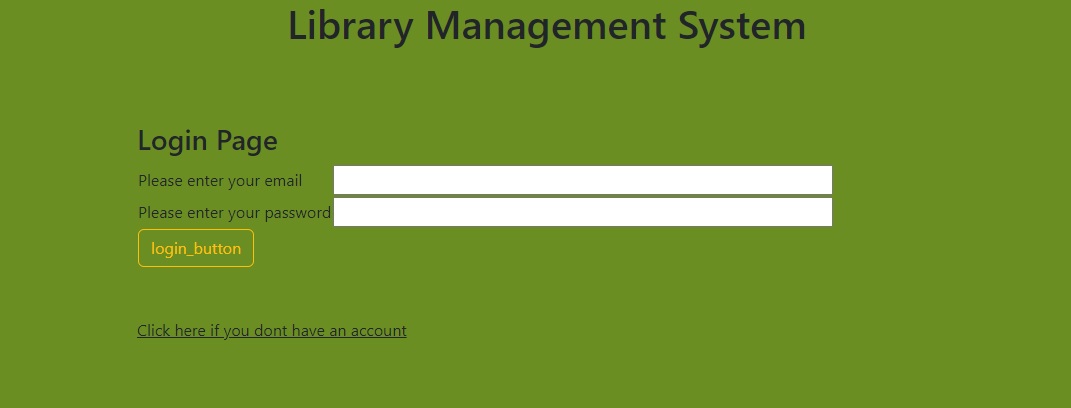 Library Management System
Login Page
Please enter your email
Please enter your password
login_button
Click here if you dont have an account